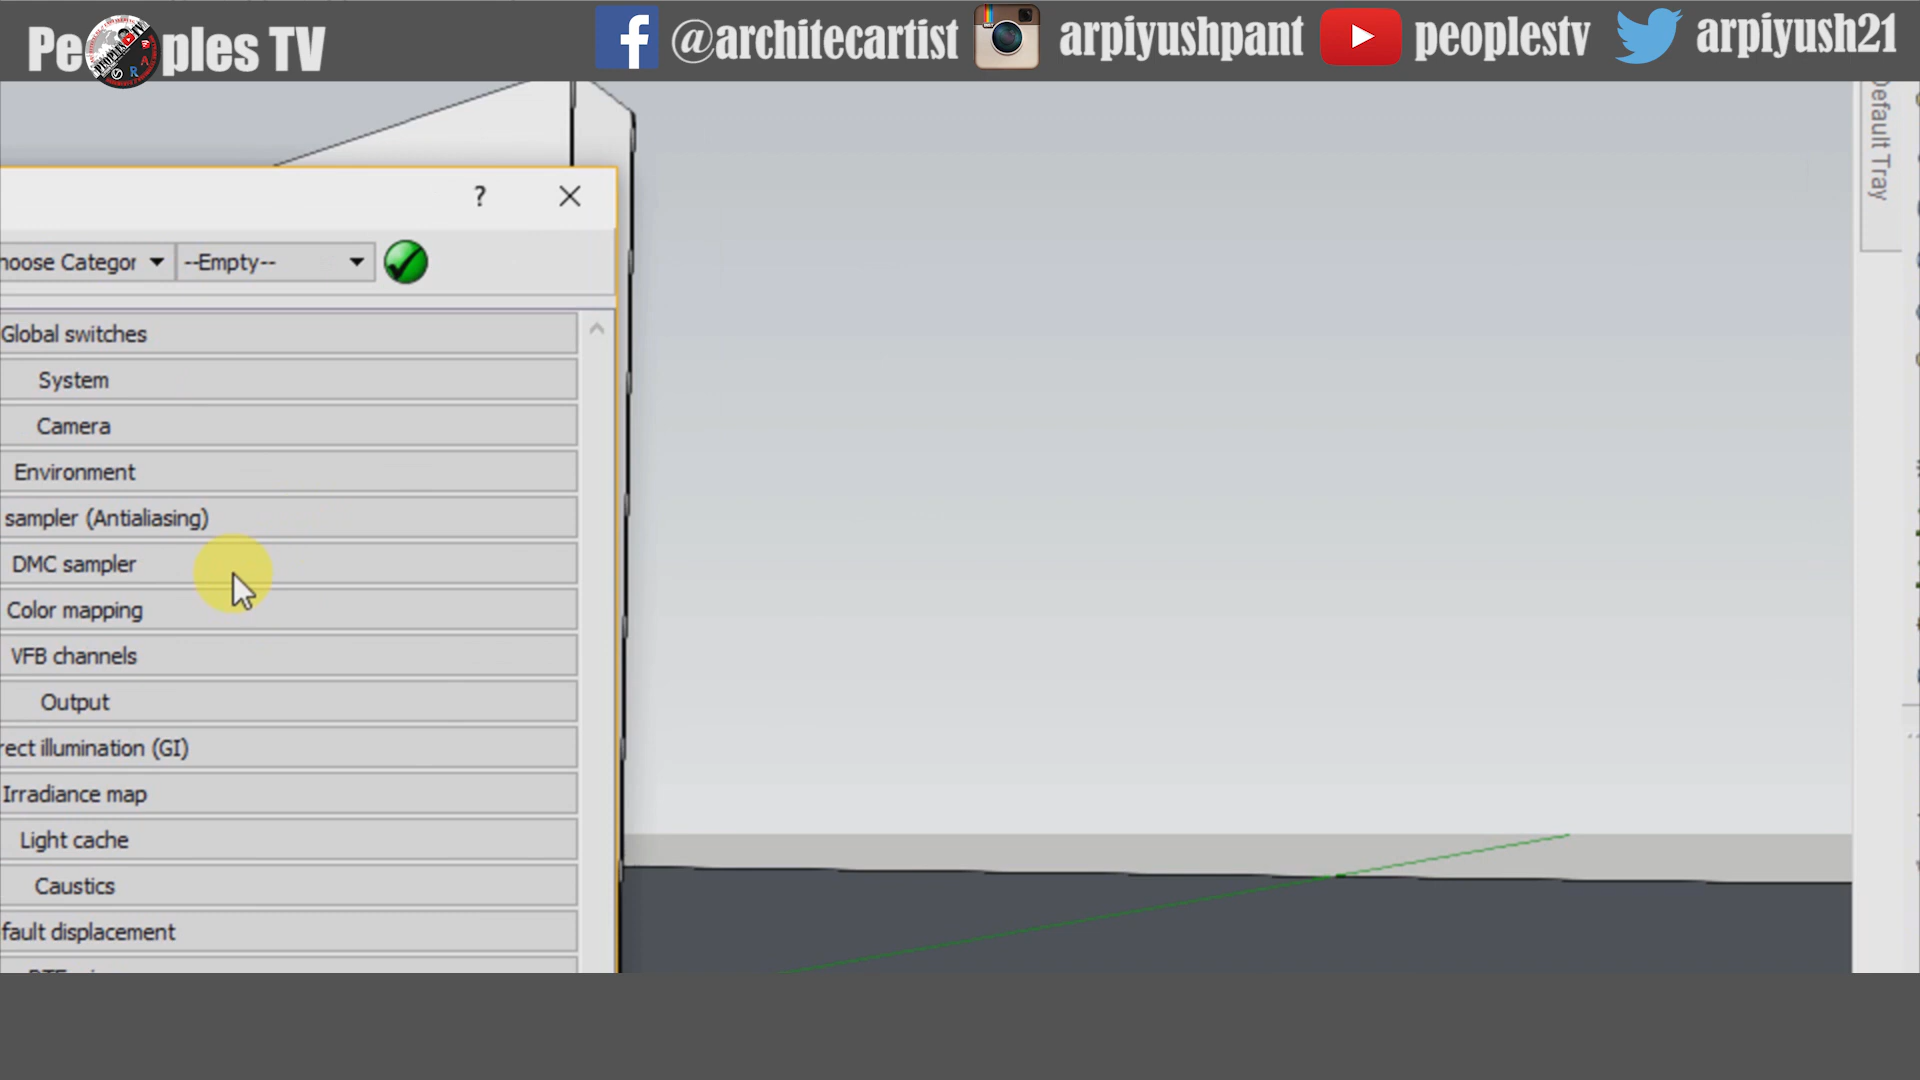 Peoples TV
@architecartist
arpiyushpant
peoplestv
arpiyush21
Default Tray
?
hoose Categor
--Empty--
Global switches
System
Camera
Environment
sampler (Antialiasing)
DMC sampler
Color mapping
VFB channels
Output
rect illumination (GI)
Irradiance map
Light cache
Caustics
fault displacement